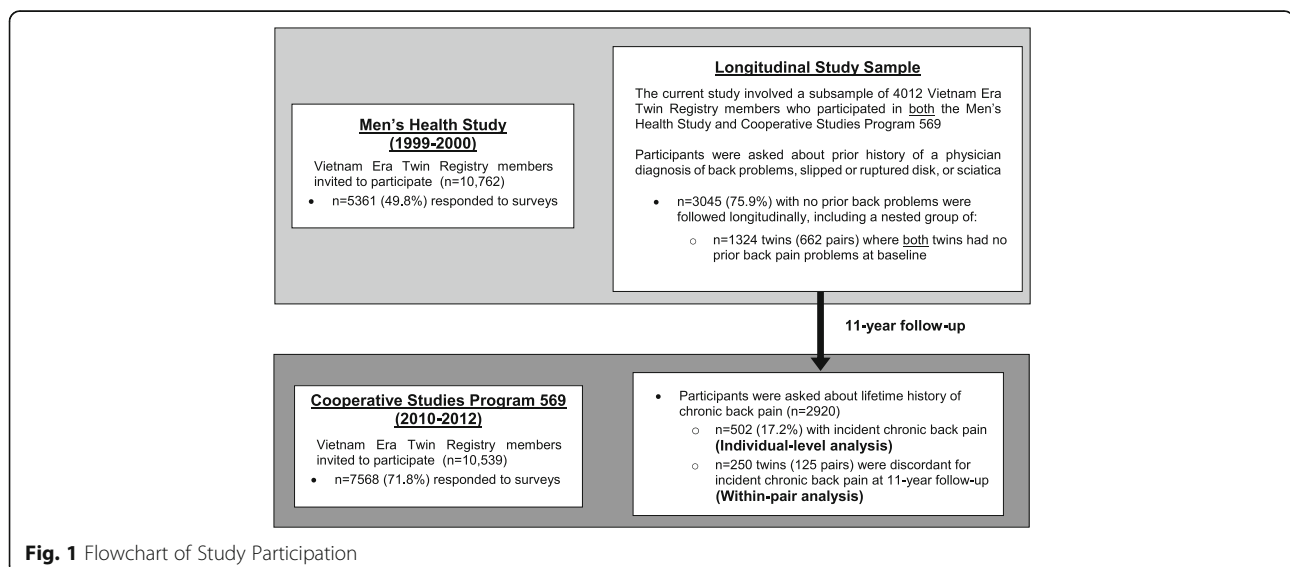 Men's Health Study
(1999-2000)
Vietnam Era Twin Registry members
invited to participate (n=10,762)
• n=5361 (49.8%) responded to surveys
Longitudinal Study Sample
The current study involved a subsample of 4012 Vietnam Era
Twin Registry members who participated in both the Men's
Health Study and Cooperative Studies Program 569
Participants were asked about prior history of a physician
diagnosis of back problems, slipped or ruptured disk, or sciatica
• n=3045 (75.9%) with no prior back problems were
followed longitudinally, including a nested group of:
o n=1324 twins (662 pairs) where both twins had no
prior back pain problems at baseline
11-year follow-up
Cooperative Studies Program 569
(2010-2012)
Vietnam Era Twin Registry members
invited to participate (n=10,539)
• n=7568 (71.8%) responded to surveys
• Participants were asked about lifetime history of
chronic back pain (n=2920)
o n=502 (17.2%) with incident chronic back pain
(Individual-level analysis)
o n=250 twins (125 pairs) were discordant for
incident chronic back pain at 11-year follow-up
(Within-pair analysis)
Fig. 1 Flowchart of Study Participation